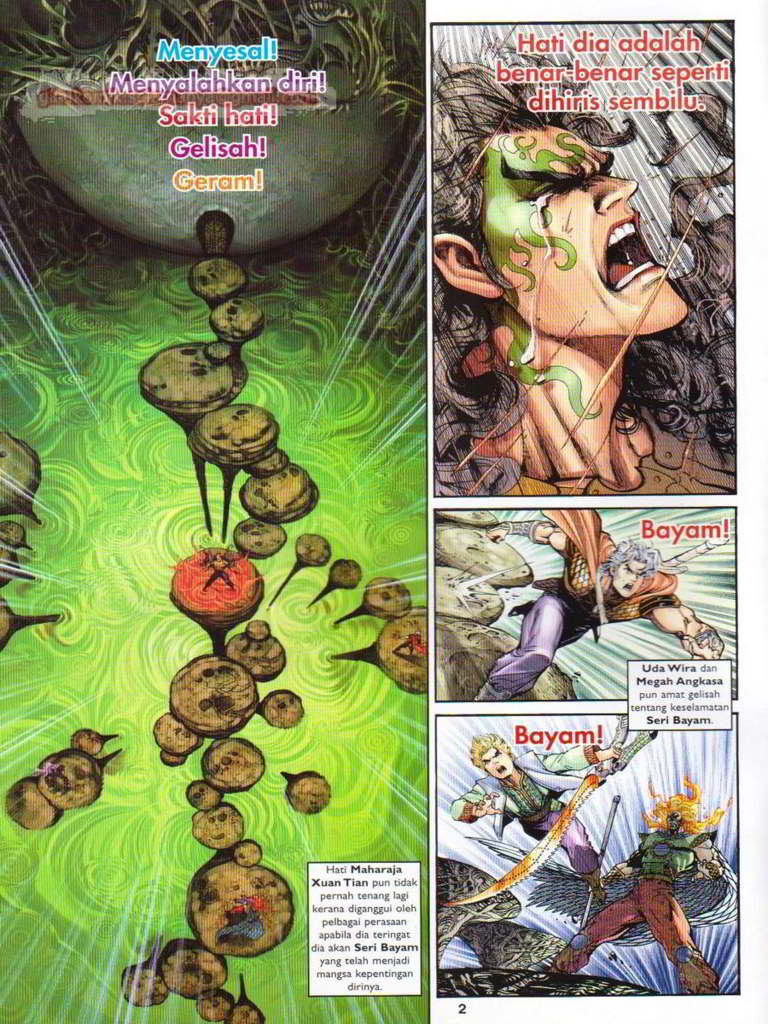 Menyesal!
Menyalahkan diri!
Sakti hati!
Gelisah!
Geram!
Hati Maharaja
Xuan Tian pun tidak
pernah tenang lagi
kerana diganggui oleh
pelbagai perasaan
apabila dia teringat
dia akan Seri Bayam
yang telah menjadi
mangsa kepentingan
dirinya.
Hati dia adalah
benar-benar seperti
dihiris sembilu.
Bayam!
Uda Wira dan
Megah Angkasa
pun amat gelisah
tentang keselamatan
Seri Bayam.
Bayam!
2